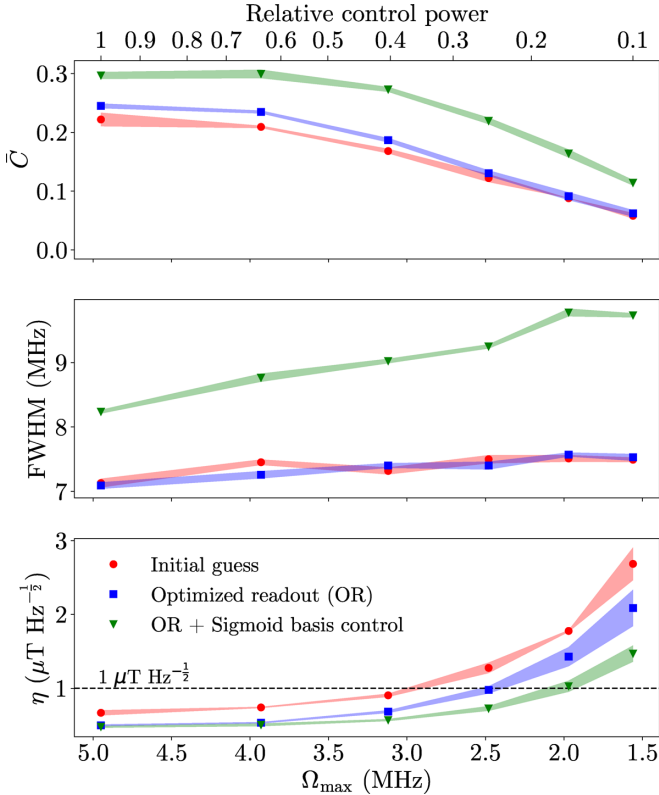 Relative control power
1 0.9 0.8 0.7 0.6 0.5 0.4 0.3 0.2 0.1
0.3
0.2
0.1
0.0
C̄
9
8
7
FWHM (MHz)
3
2
1
η (μT Hz^{-1/2})
Initial guess
Optimized readout (OR)
OR + Sigmoid basis control
1 μT Hz^{-1/2}
5.0 4.5 4.0 3.5 3.0 2.5 2.0 1.5
Ω_max (MHz)